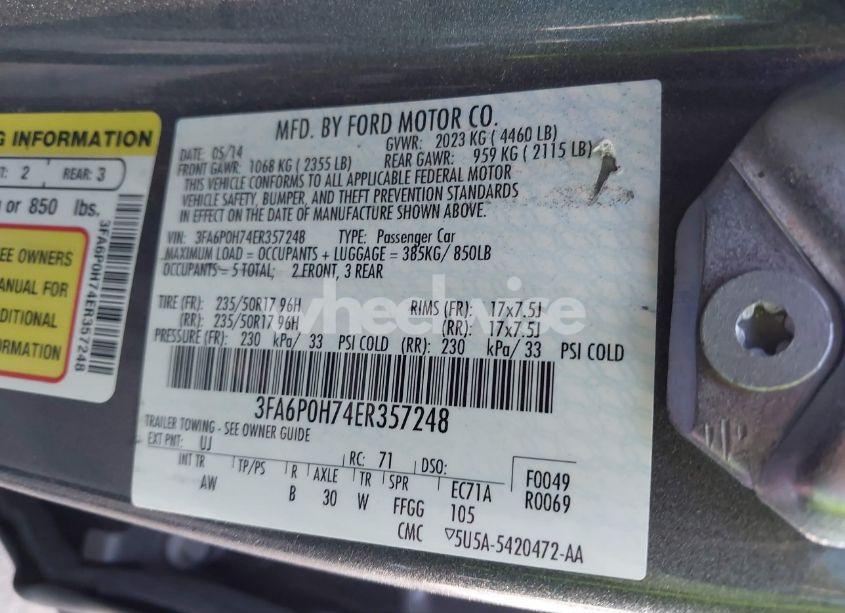 G INFORMATION
T: 2 REAR: 3
g or 850 lbs.
EE OWNERS
ANUAL FOR
DITIONAL
ORMATION
3FA6P0H74ER357248
MFD. BY FORD MOTOR CO.
DATE: 05/14 GVWR: 2023 KG ( 4460 LB)
FRONT GAWR: 1068 KG ( 2355 LB) REAR GAWR: 959 KG ( 2115 LB)
THIS VEHICLE CONFORMS TO ALL APPLICABLE FEDERAL MOTOR
VEHICLE SAFETY, BUMPER, AND THEFT PREVENTION STANDARDS
IN EFFECT ON THE DATE OF MANUFACTURE SHOWN ABOVE.
VIN: 3FA6P0H74ER357248 TYPE: Passenger Car
MAXIMUM LOAD = OCCUPANTS + LUGGAGE = 385KG/ 850LB
OCCUPANTS = 5 TOTAL; 2 FRONT, 3 REAR
TIRE (FR): 235/50R17 96H RIMS (FR): 17x7.5J
(RR): 235/50R17 96H (RR): 17x7.5J
PRESSURE (FR): 230 kPa/ 33 PSI COLD (RR): 230 kPa/ 33 PSI COLD
wheelwise
3FA6P0H74ER357248
TRAILER TOWING - SEE OWNER GUIDE
EXT PNT: UJ RC: 71 DSO: F0049
INT TR TP/PS R AXLE TR SPR EC71A R0069
AW B 30 W FFGG 105
CMC ▽5U5A-5420472-AA